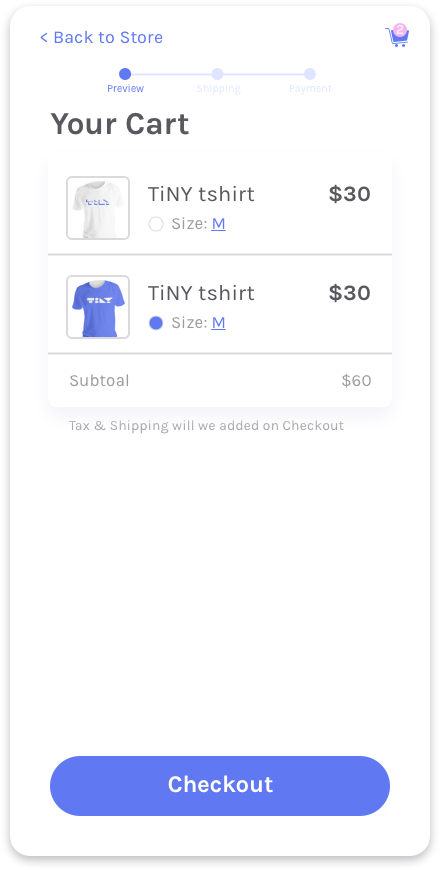 < Back to Store
2
Preview Shipping Payment
Your Cart
TiNY tshirt $30
Size: M
TiNY
TiNY tshirt $30
Size: M
Subtoal $60
Tax & Shipping will we added on Checkout
Checkout